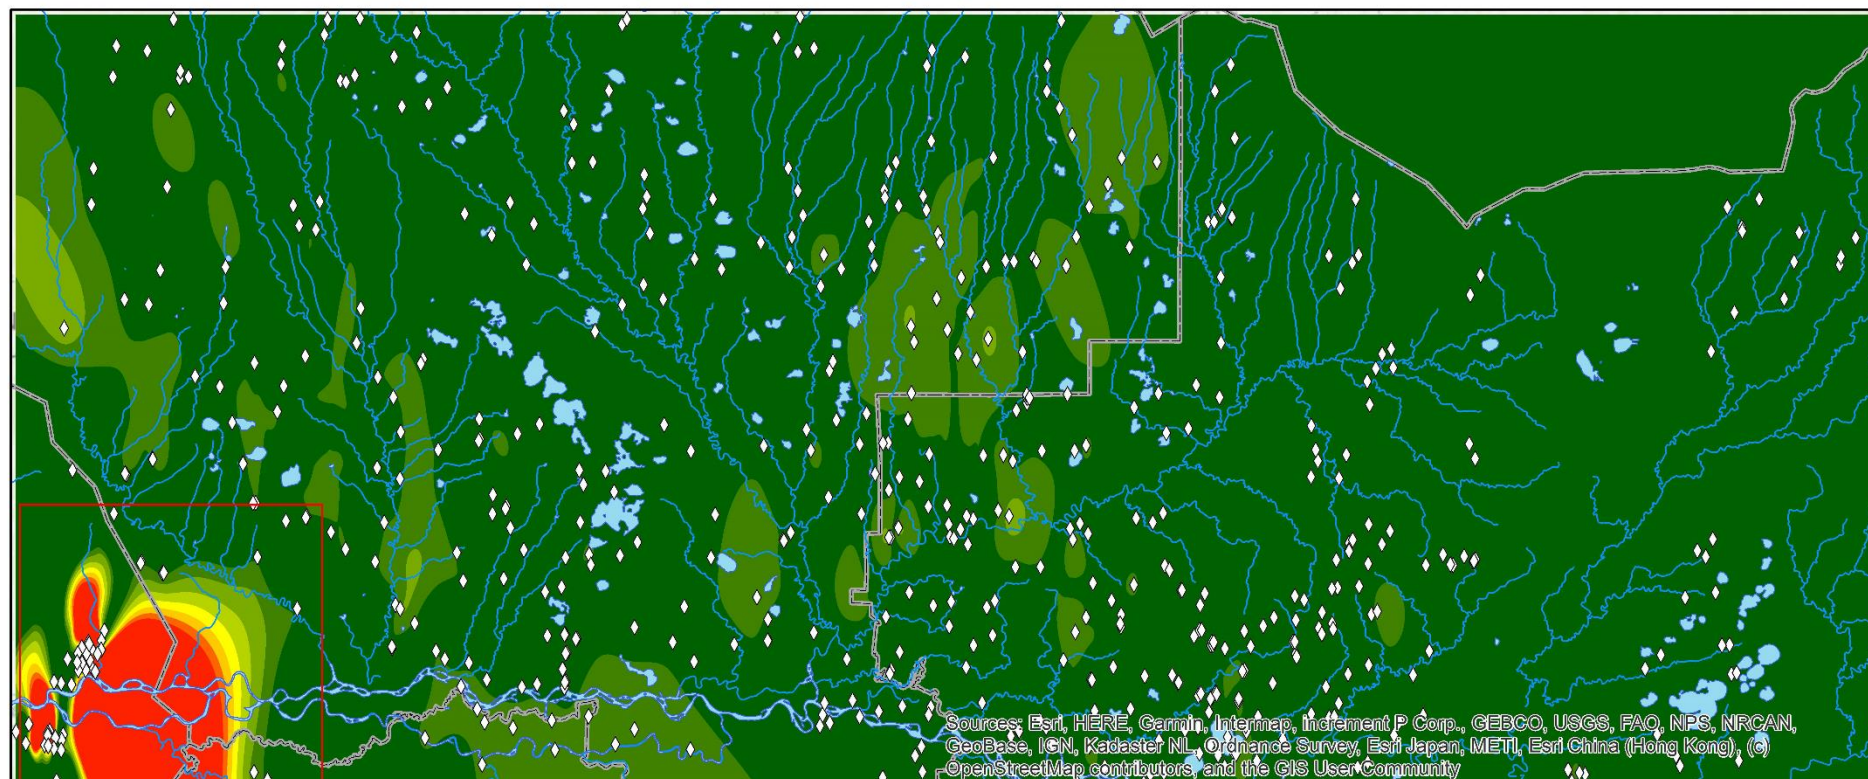 Sources: Esri, HERE, Garmin, Intermap, increment P Corp., GEBCO, USGS, FAO, NPS, NRCAN,
GeoBase, IGN, Kadaster NL, Ordnance Survey, Esri Japan, METI, Esri China (Hong Kong), (c)
OpenStreetMap contributors, and the GIS User Community